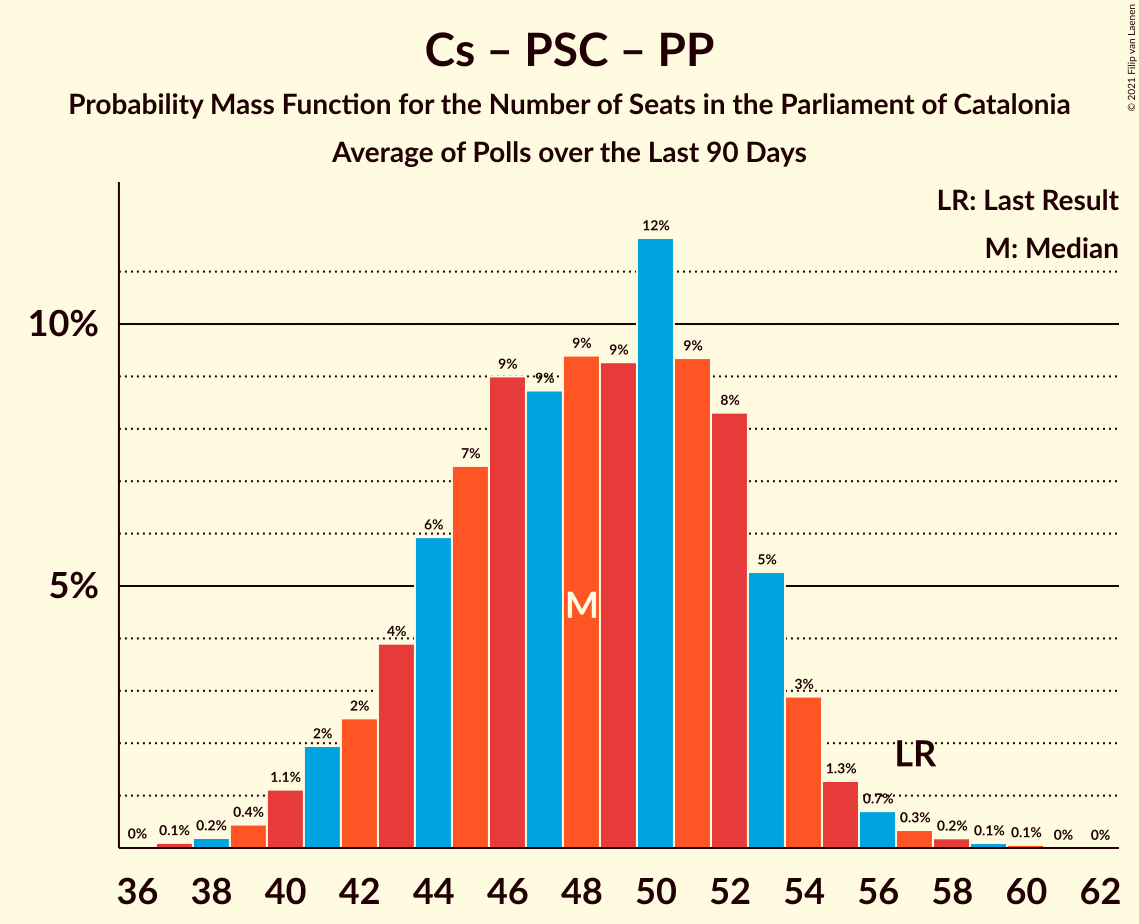 Cs – PSC – PP
Probability Mass Function for the Number of Seats in the Parliament of Catalonia
Average of Polls over the Last 90 Days
© 2021 Filip van Laenen
LR: Last Result
M: Median
10%
5%
0% 0.1% 0.2% 0.4% 1.1% 2% 2% 4% 6% 7% 9% 9% 9% 9% 12% 9% 8% 5% 3% 1.3% 0.7% 0.3% 0.2% 0.1% 0.1% 0% 0%
M
LR
36 38 40 42 44 46 48 50 52 54 56 58 60 62